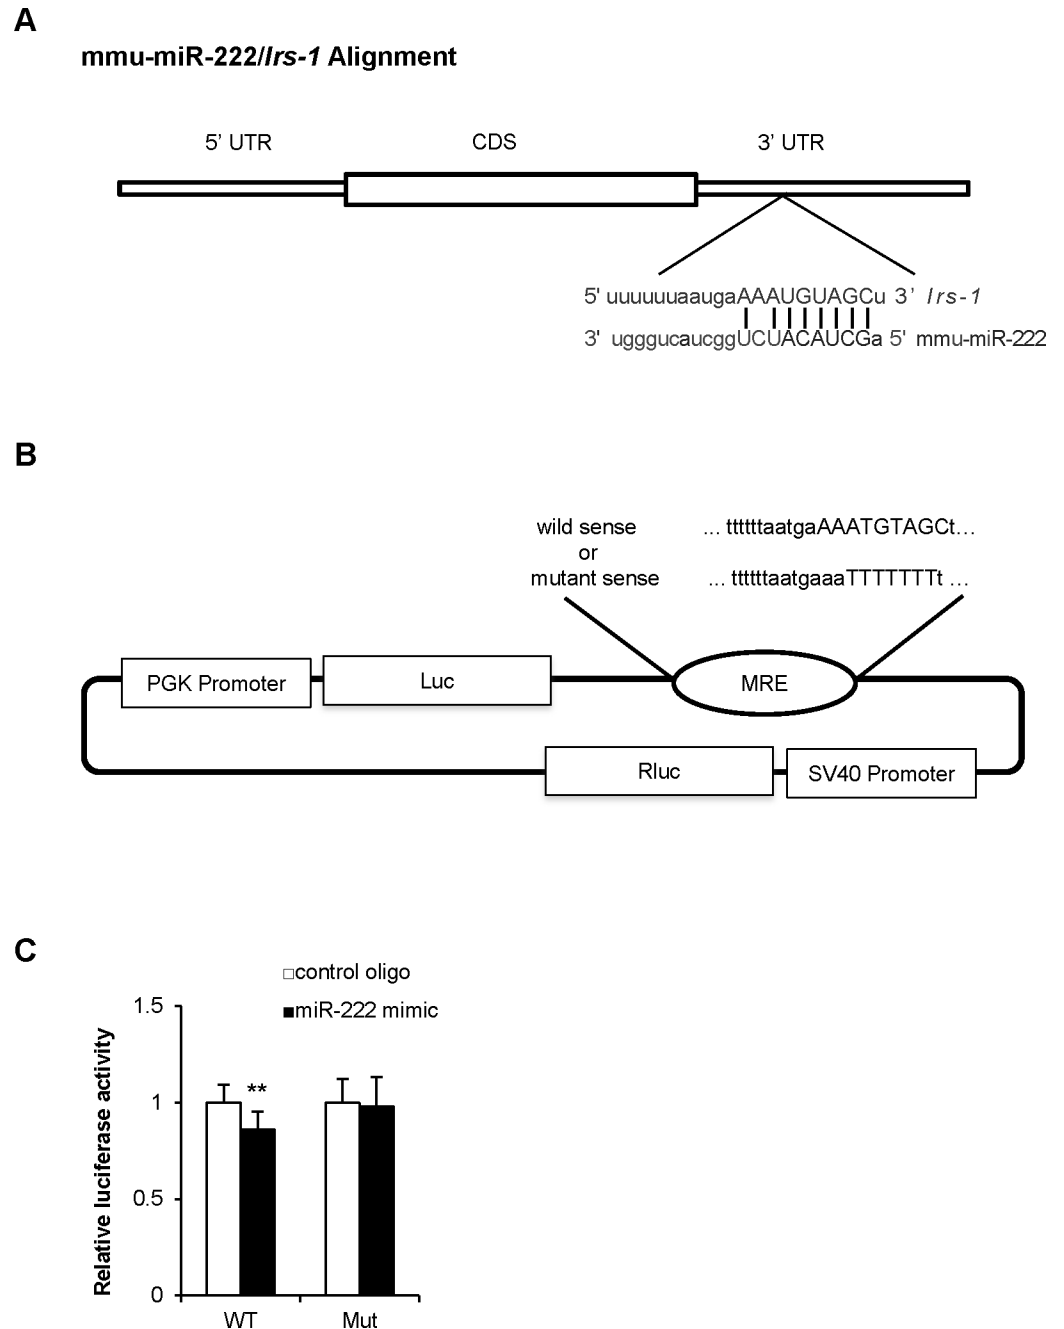 A
mmu-miR-222/Irs-1 Alignment
5' UTR CDS 3' UTR
5' uuuuuuaaugaAAAUGUAGCu 3' Irs-1
3' ugggucaucggUCUACAUCGa 5' mmu-miR-222
B
wild sense ... ttttttaatgaAAATGTAGCt...
or
mutant sense ... ttttttaatgaaaTTTTTTTt ...
PGK Promoter Luc MRE
Rluc SV40 Promoter
C
control oligo
miR-222 mimic
1.5
1
0.5
0
Relative luciferase activity
**
WT Mut